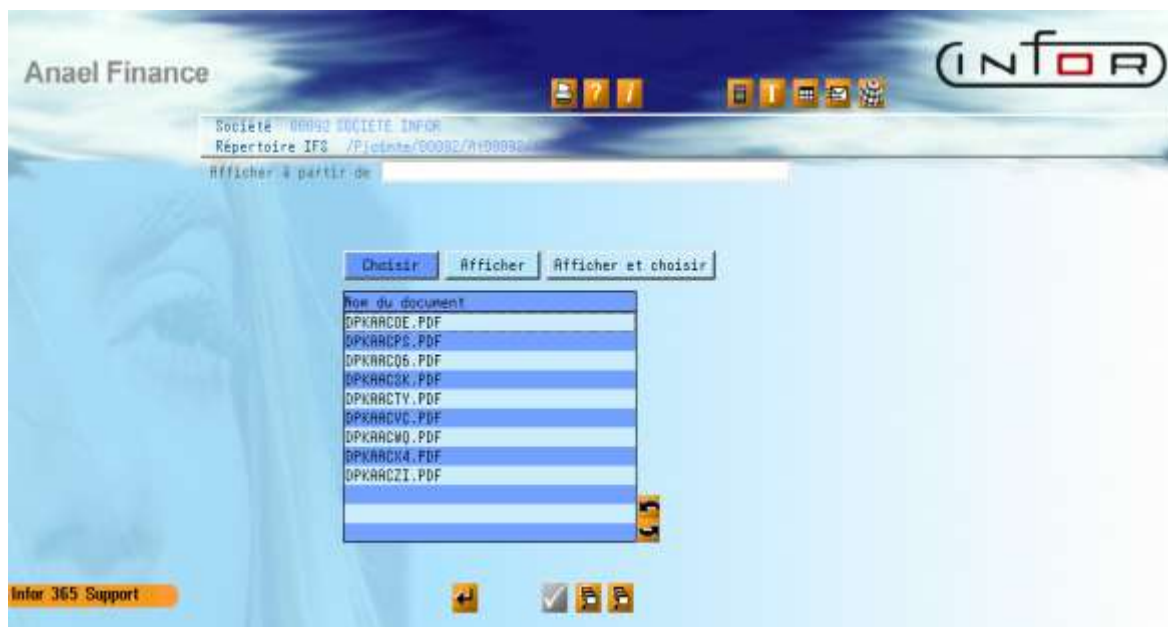 Anael Finance
INFOR
Société 00092 SOCIETE INFOR
Répertoire IFS
Afficher à partir de
Choisir Afficher Afficher et choisir
Nom du document
DPKAACPS.PDF
DPKAACQ6.PDF
DPKAACSK.PDF
DPKAACTY.PDF
DPKAACVC.PDF
DPKAACWQ.PDF
DPKAACX4.PDF
DPKAACZI.PDF
Infor 365 Support